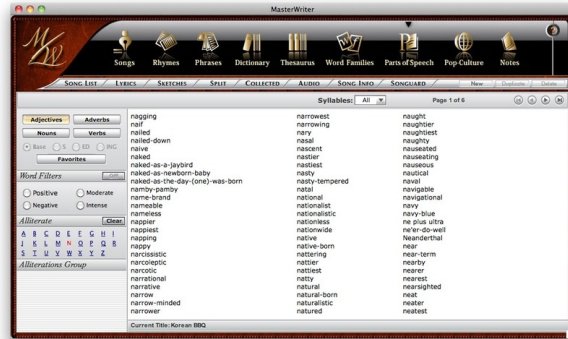 MasterWriter
MW
Songs Rhymes Phrases Dictionary Thesaurus Word Families Parts of Speech Pop-Culture Notes
Song List / Lyrics / Sketches / Split / Collected / Audio / Song Info / Songuard New Duplicate Delete
Syllables: All Page 1 of 6
Adjectives Adverbs
Nouns Verbs
Base S ED ING
Favorites
Word Filters
Positive Moderate
Negative Intense
Alliterate Clear
A B C D E F G H I
J K L M N O P Q R
S T U V W X Y Z
Alliterations Group
nagging
naif
nailed
nailed-down
naive
naked
naked-as-a-jaybird
naked-as-newborn-baby
naked-as-the-day-(one)-was-born
namby-pamby
name-brand
nameable
nameless
nappier
nappiest
napping
nappy
narcissistic
narcoleptic
narcotic
narrational
narrative
narrow
narrow-minded
narrower
narrowest
narrowing
nary
nasal
nascent
nastier
nastiest
nasty
nasty-tempered
natal
national
nationalist
nationalistic
nationless
nationwide
native
native-born
nattering
nattier
nattiest
natty
natural
natural-born
naturalistic
natured
naught
naughtier
naughtiest
naughty
nauseated
nauseating
nauseous
nautical
naval
navigable
navigational
navy
navy-blue
ne plus ultra
ne'er-do-well
Neanderthal
near
near-term
nearby
nearer
nearest
nearsighted
neat
neater
neatest
Current Title: Korean BBQ